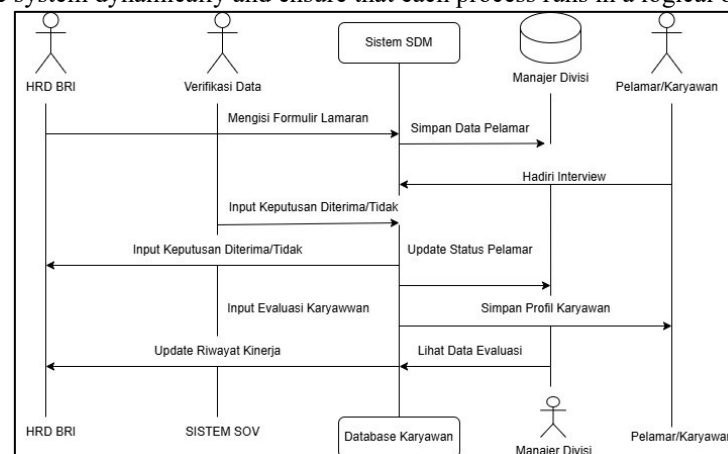 system dynamically and ensure that each process runs in a logical
HRD BRI
Verifikasi Data
Sistem SDM
Manajer Divisi
Pelamar/Karyawan
Mengisi Formulir Lamaran
Simpan Data Pelamar
Hadiri Interview
Input Keputusan Diterima/Tidak
Input Keputusan Diterima/Tidak
Update Status Pelamar
Input Evaluasi Karyawwan
Simpan Profil Karyawan
Update Riwayat Kinerja
Lihat Data Evaluasi
HRD BRI
SISTEM SOV
Database Karyawan
Manajer Divisi
Pelamar/Karyawan